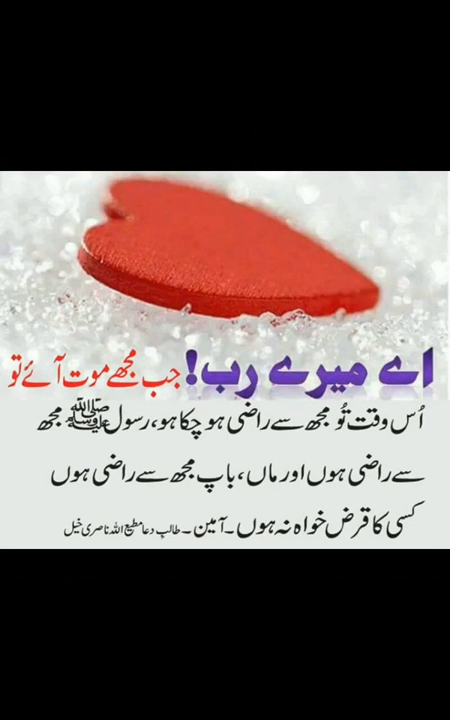 اے میرے رب! جب مجھے موت آئے تو
اُس وقت تُو مجھ سے راضی ہو چکا ہو، رسول ﷺ مجھ
سے راضی ہوں اور ماں، باپ مجھ سے راضی ہوں
کسی کا قرض خواہ نہ ہوں۔ آمین ۔ طالب دعا مطیع اللہ ناصری خیل